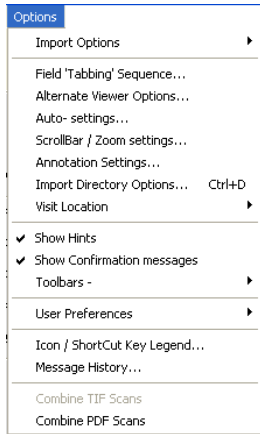 Options
Import Options
Field 'Tabbing' Sequence...
Alternate Viewer Options...
Auto- settings...
ScrollBar / Zoom settings...
Annotation Settings...
Import Directory Options... Ctrl+D
Visit Location
Show Hints
Show Confirmation messages
Toolbars -
User Preferences
Icon / ShortCut Key Legend...
Message History...
Combine TIF Scans
Combine PDF Scans